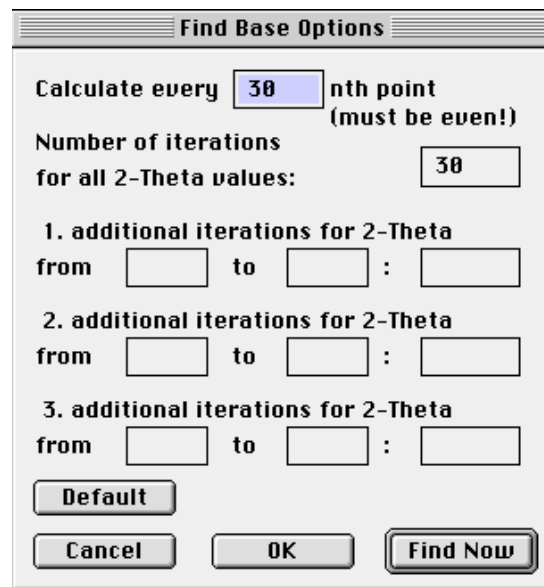 Find Base Options
Calculate every 30 nth point
(must be even!)
Number of iterations
for all 2-Theta values: 30
1. additional iterations for 2-Theta
from to :
2. additional iterations for 2-Theta
from to :
3. additional iterations for 2-Theta
from to :
Default
Cancel OK Find Now